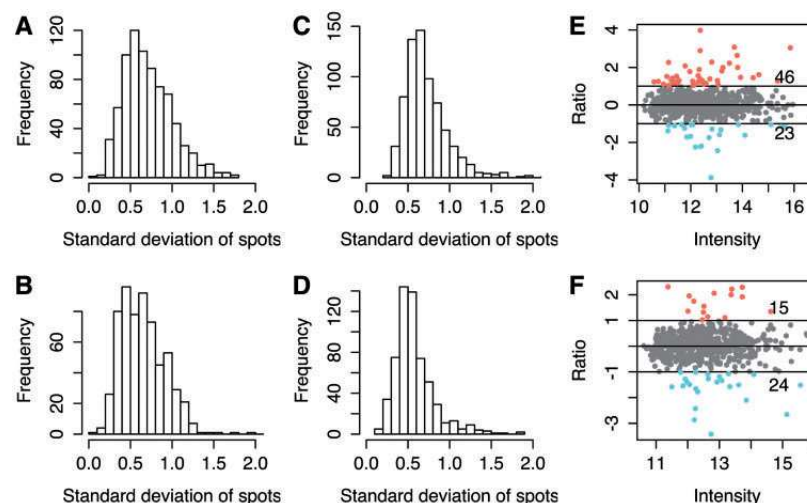 A
Frequency
0 40 80 120
0.0 0.5 1.0 1.5 2.0
Standard deviation of spots
C
Frequency
0 50 100 150
0.0 0.5 1.0 1.5 2.0
Standard deviation of spots
E
Ratio
-4 -2 0 2 4
46
23
10 12 14 16
Intensity
B
Frequency
0 20 60
0.0 0.5 1.0 1.5 2.0
Standard deviation of spots
D
Frequency
0 40 80 120
0.0 0.5 1.0 1.5 2.0
Standard deviation of spots
F
Ratio
-3 -1 1 2
15
24
11 13 15
Intensity